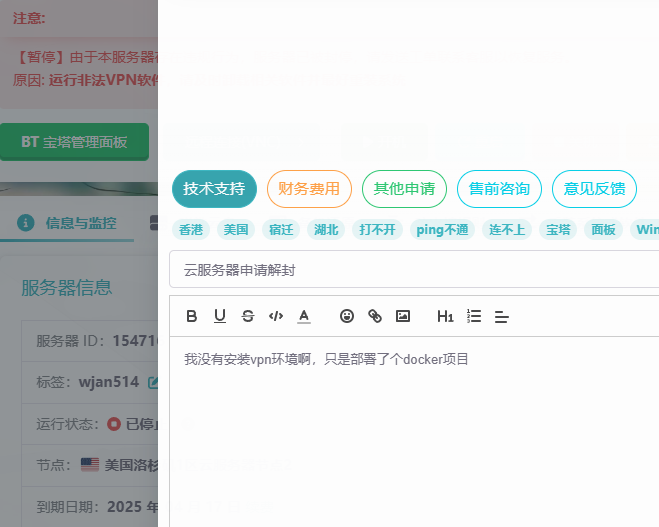 注意:
【暂停】由于本服务器
原因: 运行非法VPN软件
BT 宝塔管理面板
信息与监控
服务器信息
服务器 ID: 15471
标签: wjan514
运行状态: 已停
节点: 美国洛杉
到期日期: 2025 年
技术支持 财务费用 其他申请 售前咨询 意见反馈
香港 美国 宿迁 湖北 打不开 ping不通 连不上 宝塔 面板 Win
云服务器申请解封
B U S </> A H1
我没有安装vpn环境啊，只是部署了个docker项目